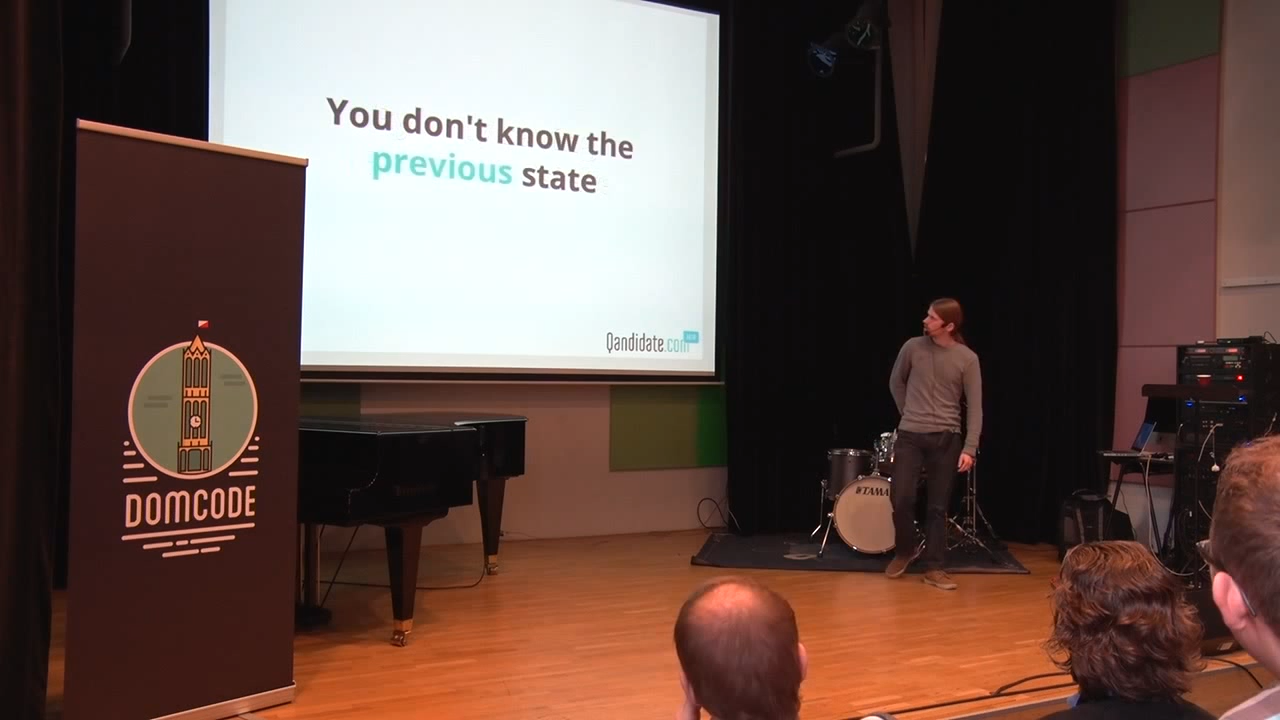 You don't know the
previous state
Qandidate.com
DOMCODE
TAMA